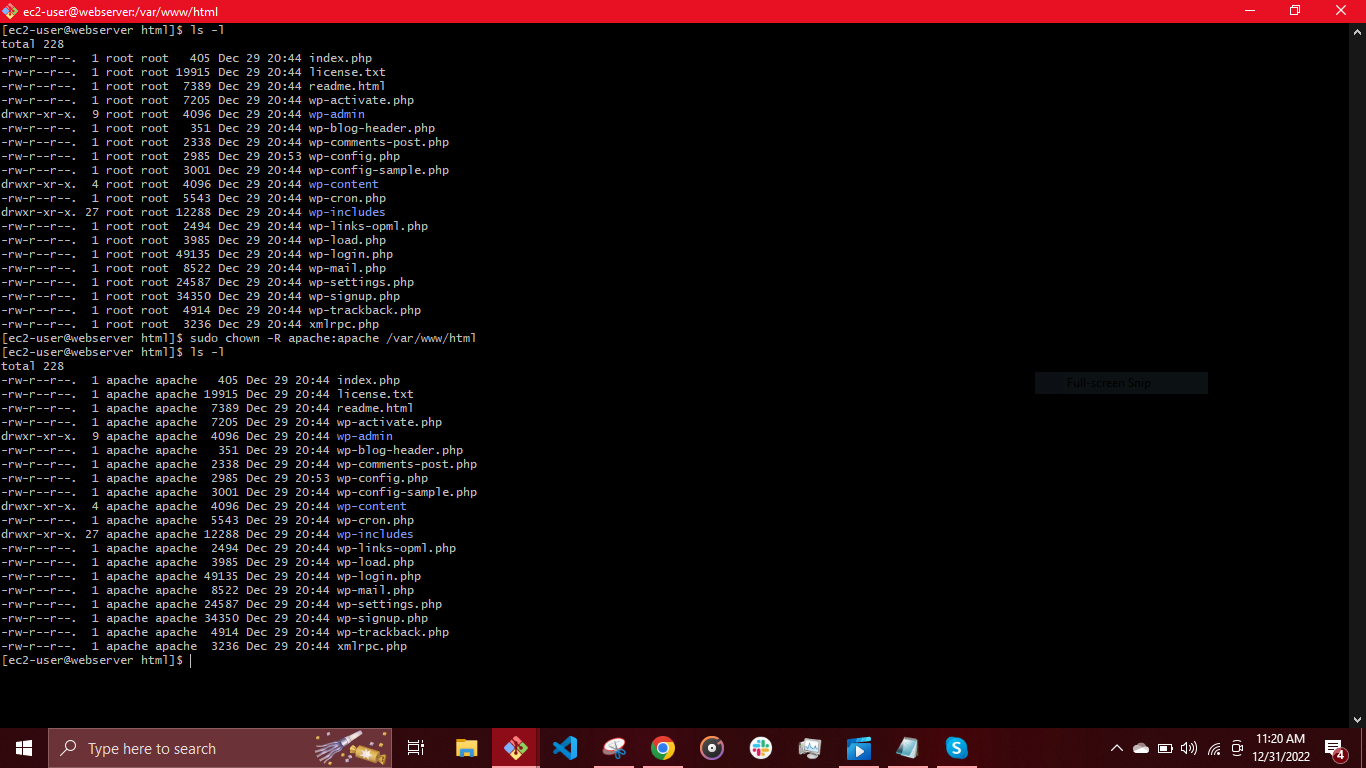 ec2-user@webserver:/var/www/html
[ec2-user@webserver html]$ ls -l
total 228
-rw-r--r--.  1 root root   405 Dec 29 20:44 index.php
-rw-r--r--.  1 root root 19915 Dec 29 20:44 license.txt
-rw-r--r--.  1 root root  7389 Dec 29 20:44 readme.html
-rw-r--r--.  1 root root  7205 Dec 29 20:44 wp-activate.php
drwxr-xr-x.  9 root root  4096 Dec 29 20:44 wp-admin
-rw-r--r--.  1 root root   351 Dec 29 20:44 wp-blog-header.php
-rw-r--r--.  1 root root  2338 Dec 29 20:44 wp-comments-post.php
-rw-r--r--.  1 root root  2985 Dec 29 20:53 wp-config.php
-rw-r--r--.  1 root root  3001 Dec 29 20:44 wp-config-sample.php
drwxr-xr-x.  4 root root  4096 Dec 29 20:44 wp-content
-rw-r--r--.  1 root root  5543 Dec 29 20:44 wp-cron.php
drwxr-xr-x. 27 root root 12288 Dec 29 20:44 wp-includes
-rw-r--r--.  1 root root  2494 Dec 29 20:44 wp-links-opml.php
-rw-r--r--.  1 root root  3985 Dec 29 20:44 wp-load.php
-rw-r--r--.  1 root root 49135 Dec 29 20:44 wp-login.php
-rw-r--r--.  1 root root  8522 Dec 29 20:44 wp-mail.php
-rw-r--r--.  1 root root 24587 Dec 29 20:44 wp-settings.php
-rw-r--r--.  1 root root 34350 Dec 29 20:44 wp-signup.php
-rw-r--r--.  1 root root  4914 Dec 29 20:44 wp-trackback.php
-rw-r--r--.  1 root root  3236 Dec 29 20:44 xmlrpc.php
[ec2-user@webserver html]$ sudo chown -R apache:apache /var/www/html
[ec2-user@webserver html]$ ls -l
total 228
-rw-r--r--.  1 apache apache   405 Dec 29 20:44 index.php
-rw-r--r--.  1 apache apache 19915 Dec 29 20:44 license.txt
-rw-r--r--.  1 apache apache  7389 Dec 29 20:44 readme.html
-rw-r--r--.  1 apache apache  7205 Dec 29 20:44 wp-activate.php
drwxr-xr-x.  9 apache apache  4096 Dec 29 20:44 wp-admin
-rw-r--r--.  1 apache apache   351 Dec 29 20:44 wp-blog-header.php
-rw-r--r--.  1 apache apache  2338 Dec 29 20:44 wp-comments-post.php
-rw-r--r--.  1 apache apache  2985 Dec 29 20:53 wp-config.php
-rw-r--r--.  1 apache apache  3001 Dec 29 20:44 wp-config-sample.php
drwxr-xr-x.  4 apache apache  4096 Dec 29 20:44 wp-content
-rw-r--r--.  1 apache apache  5543 Dec 29 20:44 wp-cron.php
drwxr-xr-x. 27 apache apache 12288 Dec 29 20:44 wp-includes
-rw-r--r--.  1 apache apache  2494 Dec 29 20:44 wp-links-opml.php
-rw-r--r--.  1 apache apache  3985 Dec 29 20:44 wp-load.php
-rw-r--r--.  1 apache apache 49135 Dec 29 20:44 wp-login.php
-rw-r--r--.  1 apache apache  8522 Dec 29 20:44 wp-mail.php
-rw-r--r--.  1 apache apache 24587 Dec 29 20:44 wp-settings.php
-rw-r--r--.  1 apache apache 34350 Dec 29 20:44 wp-signup.php
-rw-r--r--.  1 apache apache  4914 Dec 29 20:44 wp-trackback.php
-rw-r--r--.  1 apache apache  3236 Dec 29 20:44 xmlrpc.php
[ec2-user@webserver html]$
Full-screen Snip
Type here to search
11:20 AM
12/31/2022
4